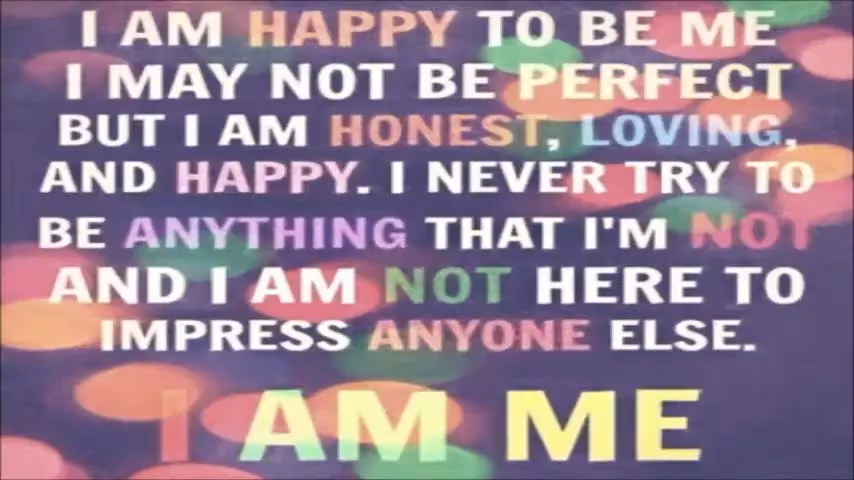 I AM HAPPY TO BE ME
I MAY NOT BE PERFECT
BUT I AM HONEST, LOVING,
AND HAPPY. I NEVER TRY TO
BE ANYTHING THAT I'M NOT
AND I AM NOT HERE TO
IMPRESS ANYONE ELSE.
I AM ME